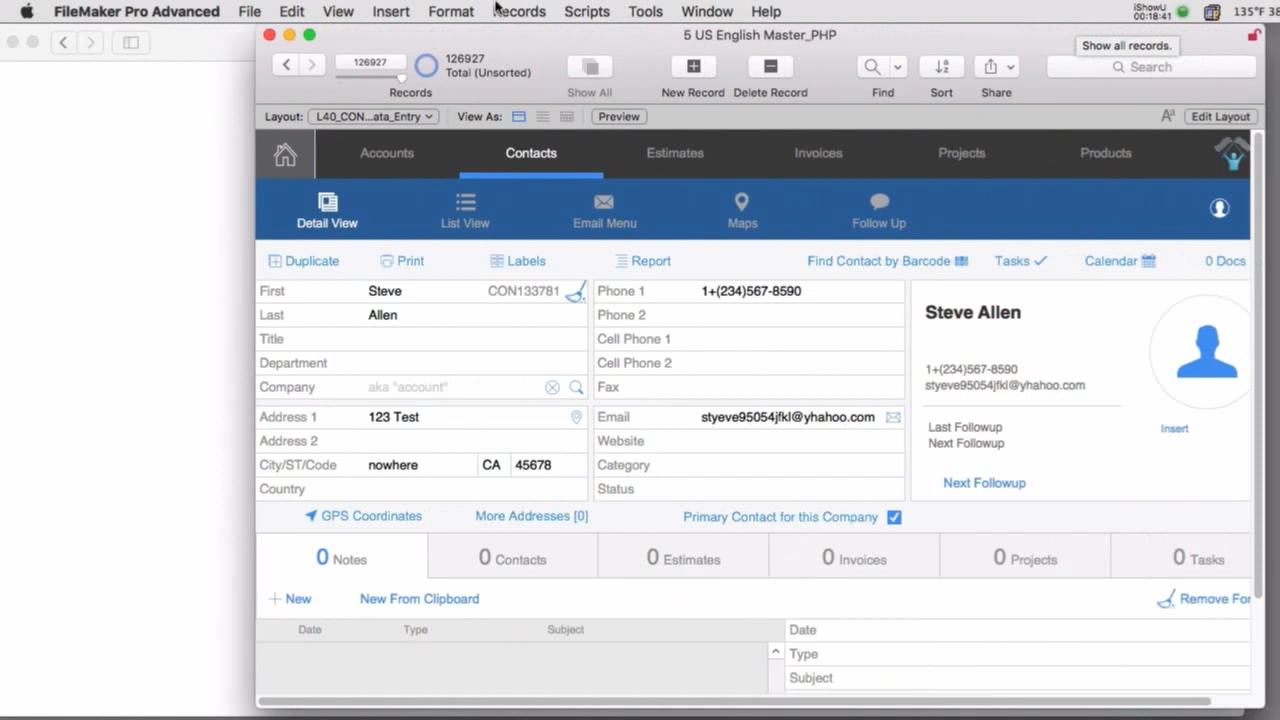 FileMaker Pro Advanced File Edit View Insert Format Records Scripts Tools Window Help iShowU 00:18:41 135°F 38
5 US English Master_PHP
Show all records.
126927 126927 Total (Unsorted)
Records Show All New Record Delete Record Find Sort Share Search
Layout: L40_CON...ata_Entry View As: Preview Aa Edit Layout
Accounts Contacts Estimates Invoices Projects Products
Detail View List View Email Menu Maps Follow Up
Duplicate Print Labels Report Find Contact by Barcode Tasks Calendar 0 Docs
First Steve CON133781 Phone 1 1+(234)567-8590
Last Allen Phone 2
Title Cell Phone 1
Department Cell Phone 2
Company aka "account" Fax
Address 1 123 Test Email styeve95054jfkl@yhahoo.com
Address 2 Website
City/ST/Code nowhere CA 45678 Category
Country Status
Steve Allen
1+(234)567-8590
styeve95054jfkl@yhahoo.com
Last Followup
Next Followup
Insert
Next Followup
GPS Coordinates More Addresses [0] Primary Contact for this Company
0 Notes 0 Contacts 0 Estimates 0 Invoices 0 Projects 0 Tasks
New New From Clipboard Remove For
Date Type Subject Date
Type
Subject